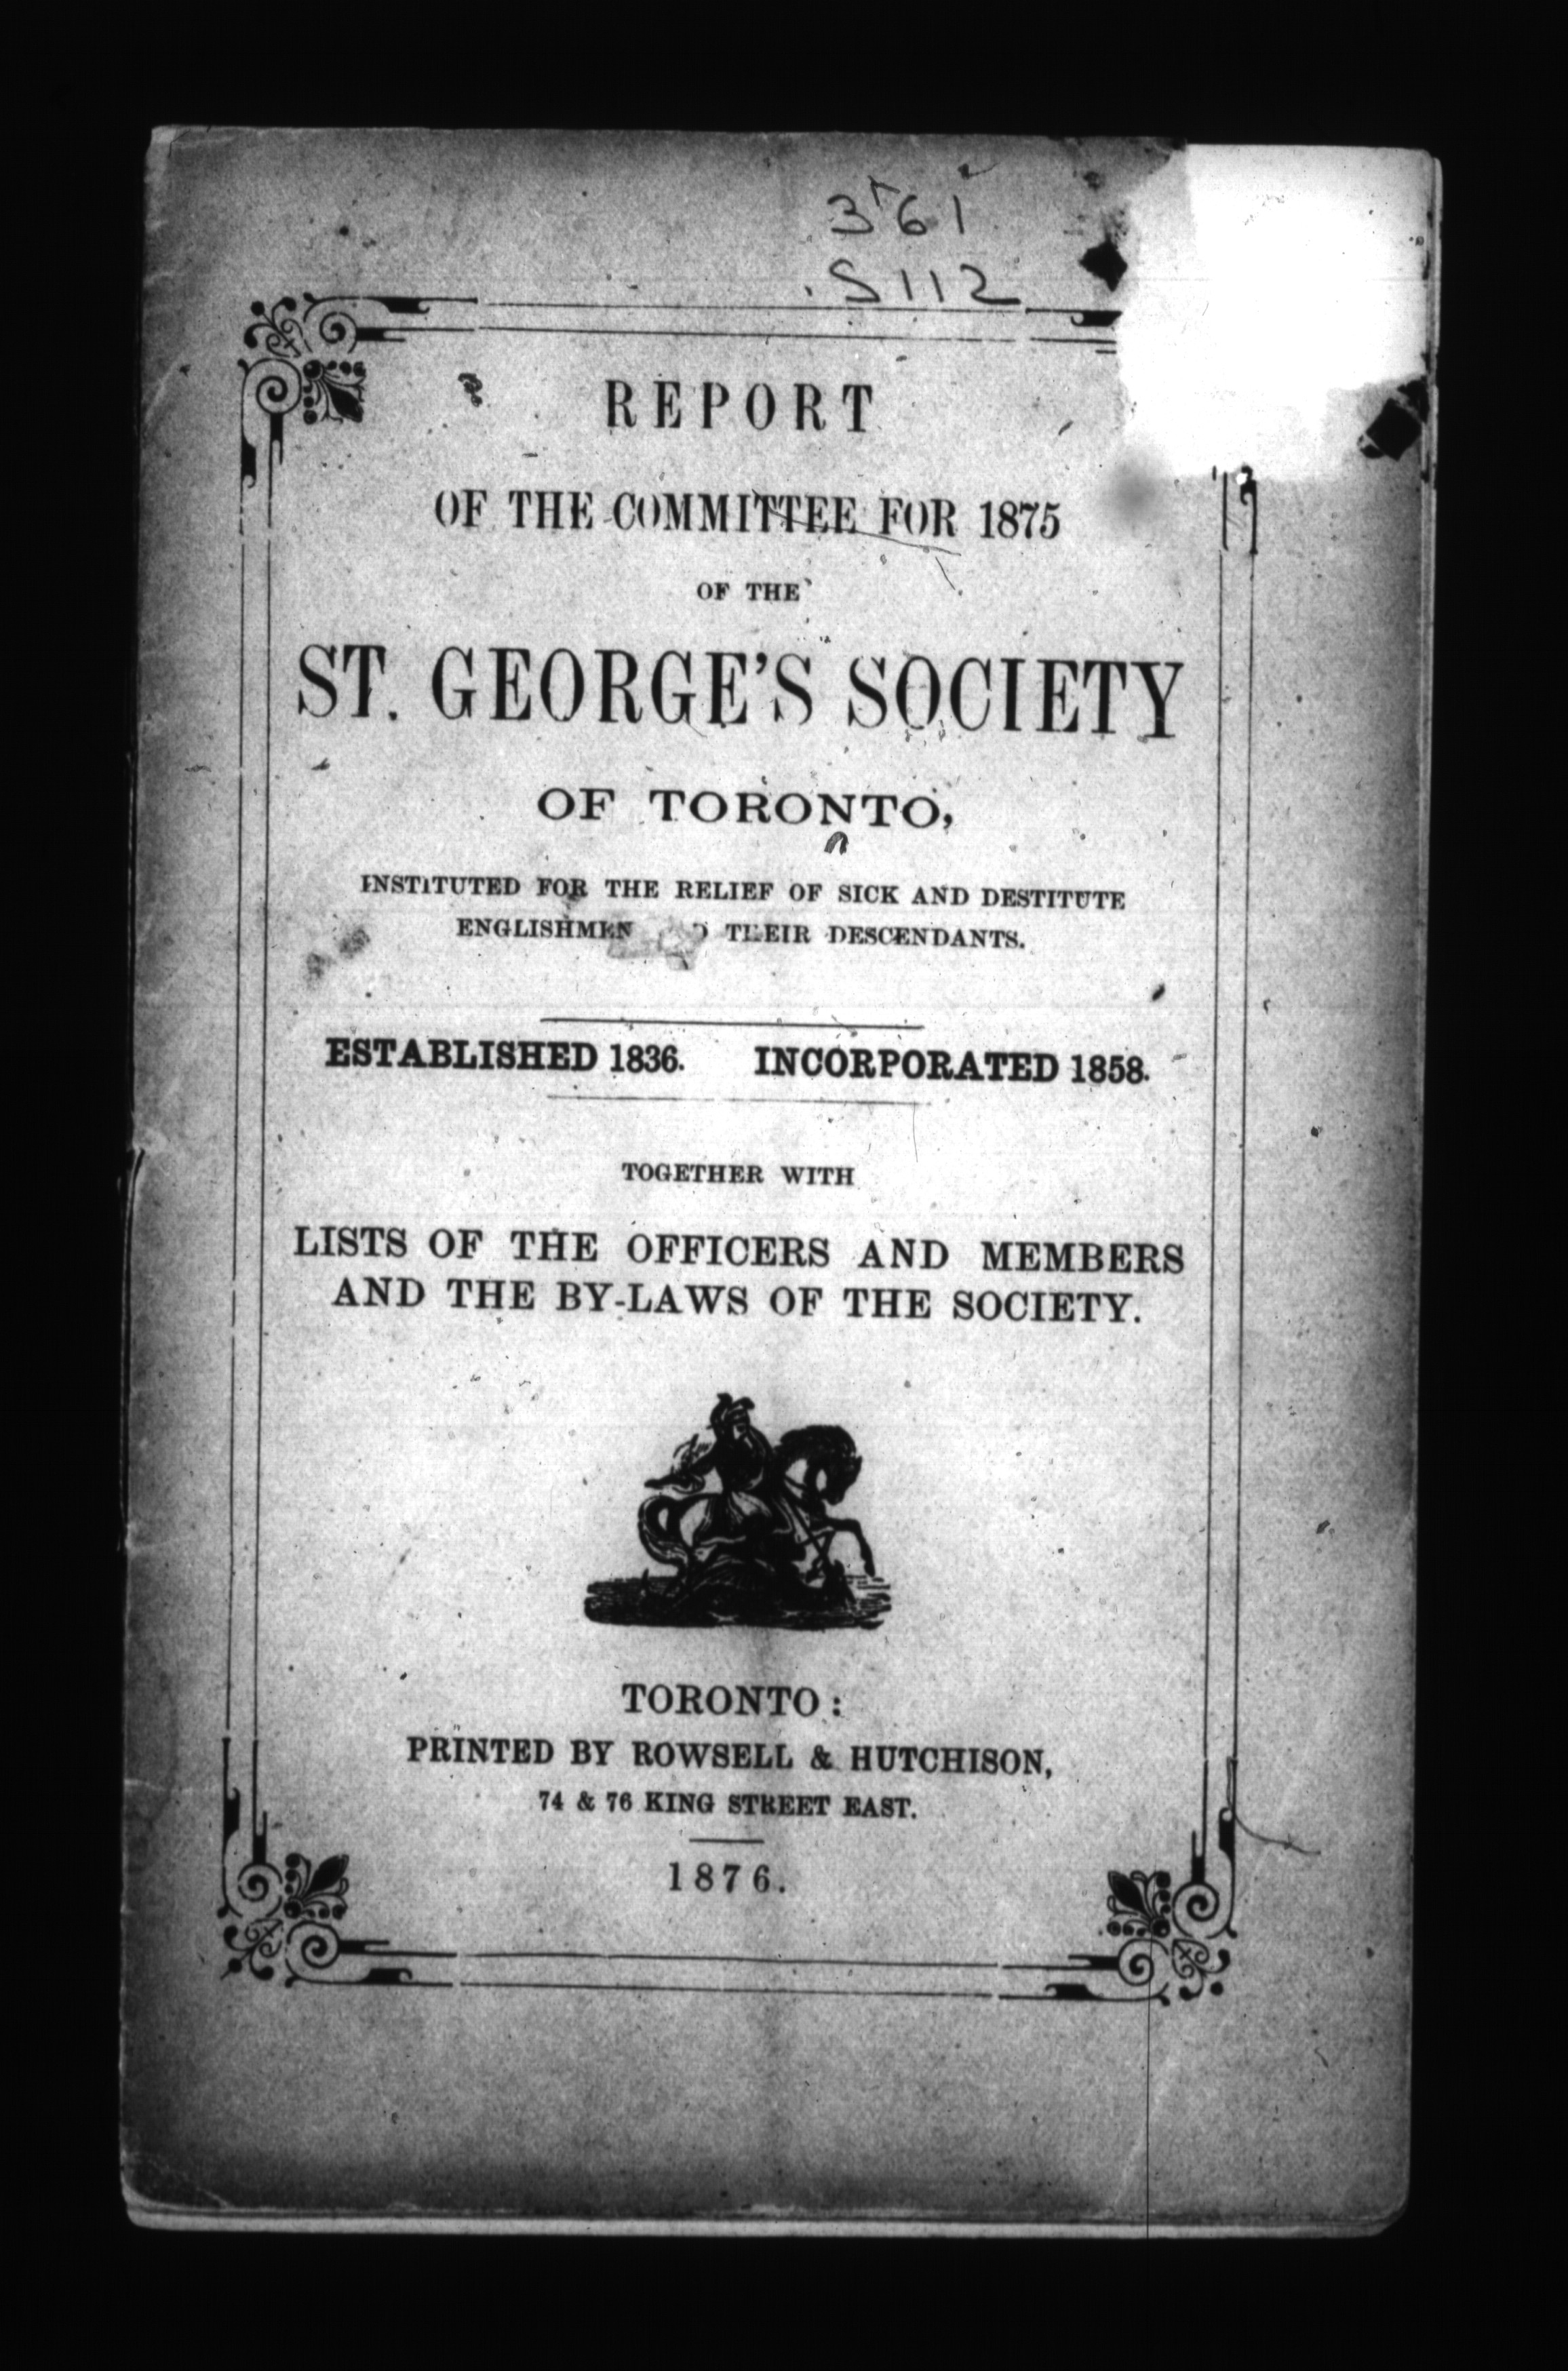 361
S112
REPORT
OF THE COMMITTEE FOR 1875
OF THE
ST. GEORGE'S SOCIETY
OF TORONTO,
INSTITUTED FOR THE RELIEF OF SICK AND DESTITUTE
ENGLISHMEN THEIR DESCENDANTS.
ESTABLISHED 1836. INCORPORATED 1858.
TOGETHER WITH
LISTS OF THE OFFICERS AND MEMBERS
AND THE BY-LAWS OF THE SOCIETY.
TORONTO:
PRINTED BY ROWSELL & HUTCHISON,
74 & 76 KING STREET EAST.
1876.